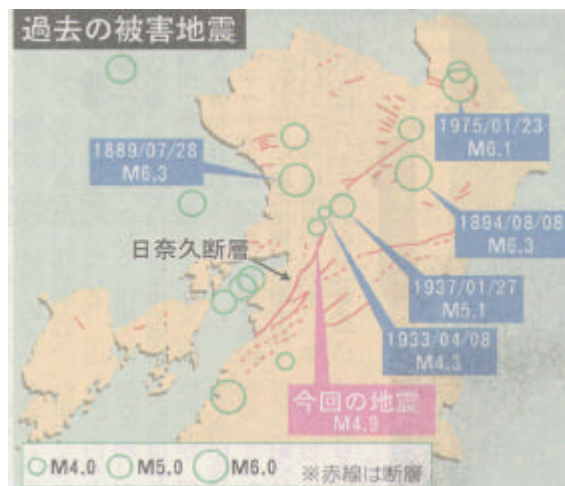 過去の被害地震
1975/01/23
M6.1
1889/07/28
M6.3
1894/08/08
M6.3
日奈久断層
1937/01/27
M5.1
1933/04/08
M4.3
今回の地震
M4.9
M4.0 M5.0 M6.0 ※赤線は断層